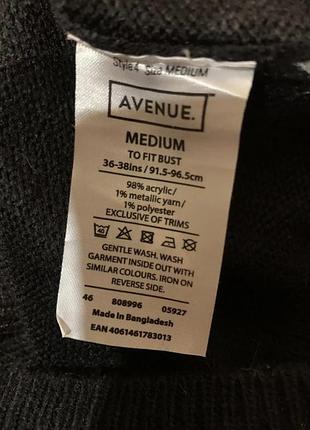 Style4 Size MEDIUM
AVENUE.
MEDIUM
TO FIT BUST
36-38ins / 91.5-96.5cm
98% acrylic/
1% metallic yarn/
1% polyester
EXCLUSIVE OF TRIMS
40
GENTLE WASH. WASH
GARMENT INSIDE OUT WITH
SIMILAR COLOURS. IRON ON
REVERSE SIDE.
46 808996 05927
Made in Bangladesh
EAN 4061461783013